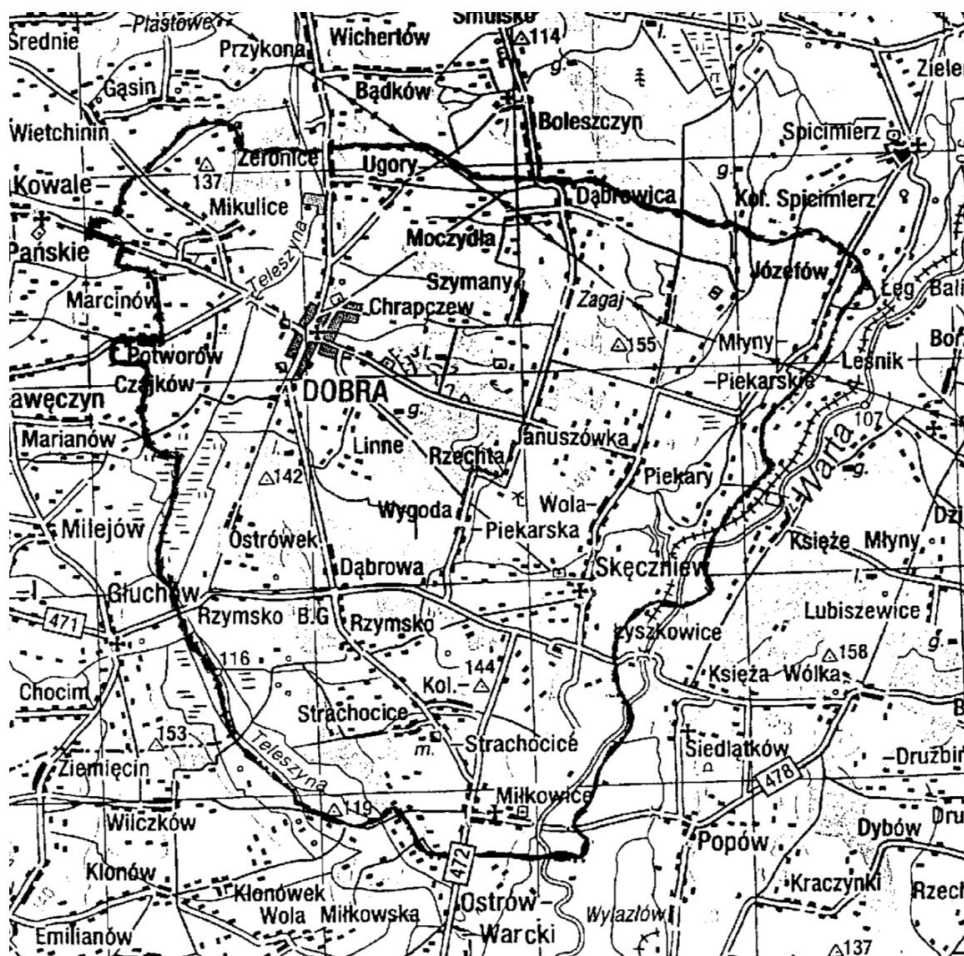 Średnie
Piastowe
Przykona
Wichertów
Smulsko
114
Gąsin
Bądków
g.
Boleszczyn
Wietchinin
Spicimierz
Żeronice
Ugory
137
Kowale
Pańskie
Mikulice
Dąbrowica
g.
Kol. Spicimierz
Moczydła
Teleszyna
Szymany
Józefów
Marcinów
Chrapczew
Zagaj
Łęg Bali
155
Młyny
Potworów
Leśnik
Bor
Czajków
Piekarskie
DOBRA
107
Marianów
g.
Linne
Januszówka
Warta
Rzechta
142
Piekary
g.
Milejów
Wygoda
Wola
Ostrówek
Piekarska
Księże Młyny
Dąbrowa
Skęczniew
Głuchów
l.
471
Rzymsko B.G
Rzymsko
Lubiszewice
Łyszkowice
g.
116
144
158
Chocim
Kol.
Księża Wólka
Strachocice
153
m.
Strachocice
Siedlątków
Ziemięcin
Teleszyna
478
119
Miłkowice
Wilczków
Popów
Dybów
Klonów
472
Kraczynki
Klonówek
Ostrów
Warcki
Wola Miłkowska
Wylazłów
Emilianów
137